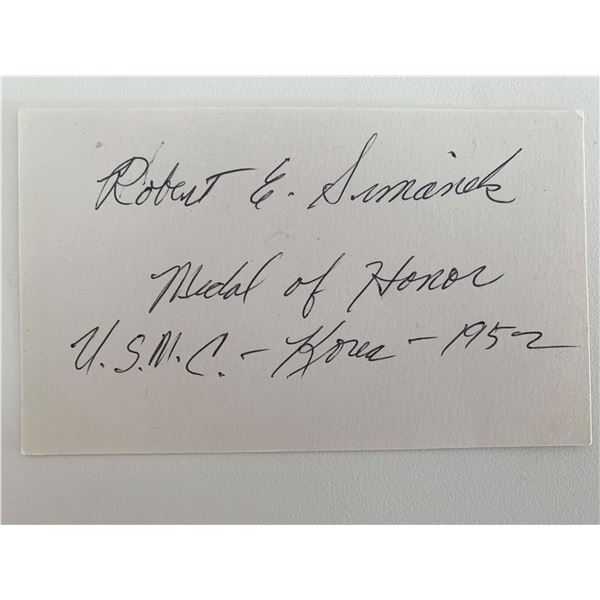 Robert E. Simanek
Medal of Honor
U.S.M.C. - Korea - 1952